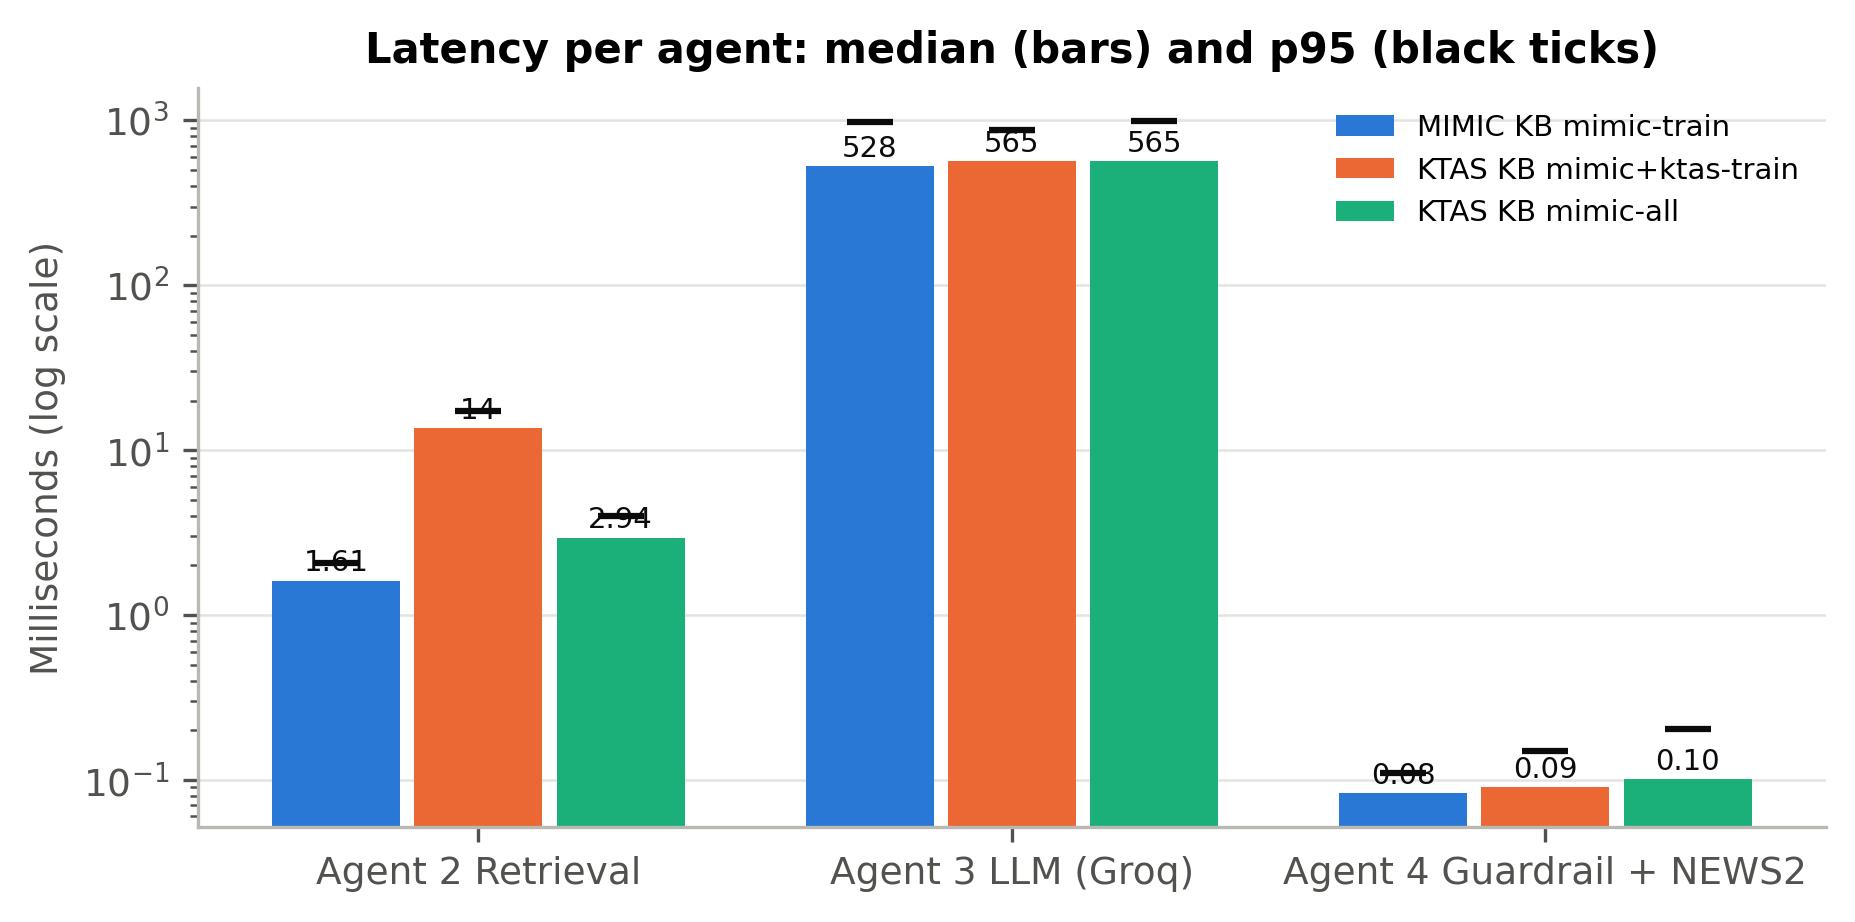 Latency per agent: median (bars) and p95 (black ticks)
Milliseconds (log scale)
10³
10²
10¹
10⁰
10⁻¹
MIMIC KB mimic-train
KTAS KB mimic+ktas-train
KTAS KB mimic-all
1.61
14
2.94
528
565
565
0.08
0.09
0.10
Agent 2 Retrieval
Agent 3 LLM (Groq)
Agent 4 Guardrail + NEWS2